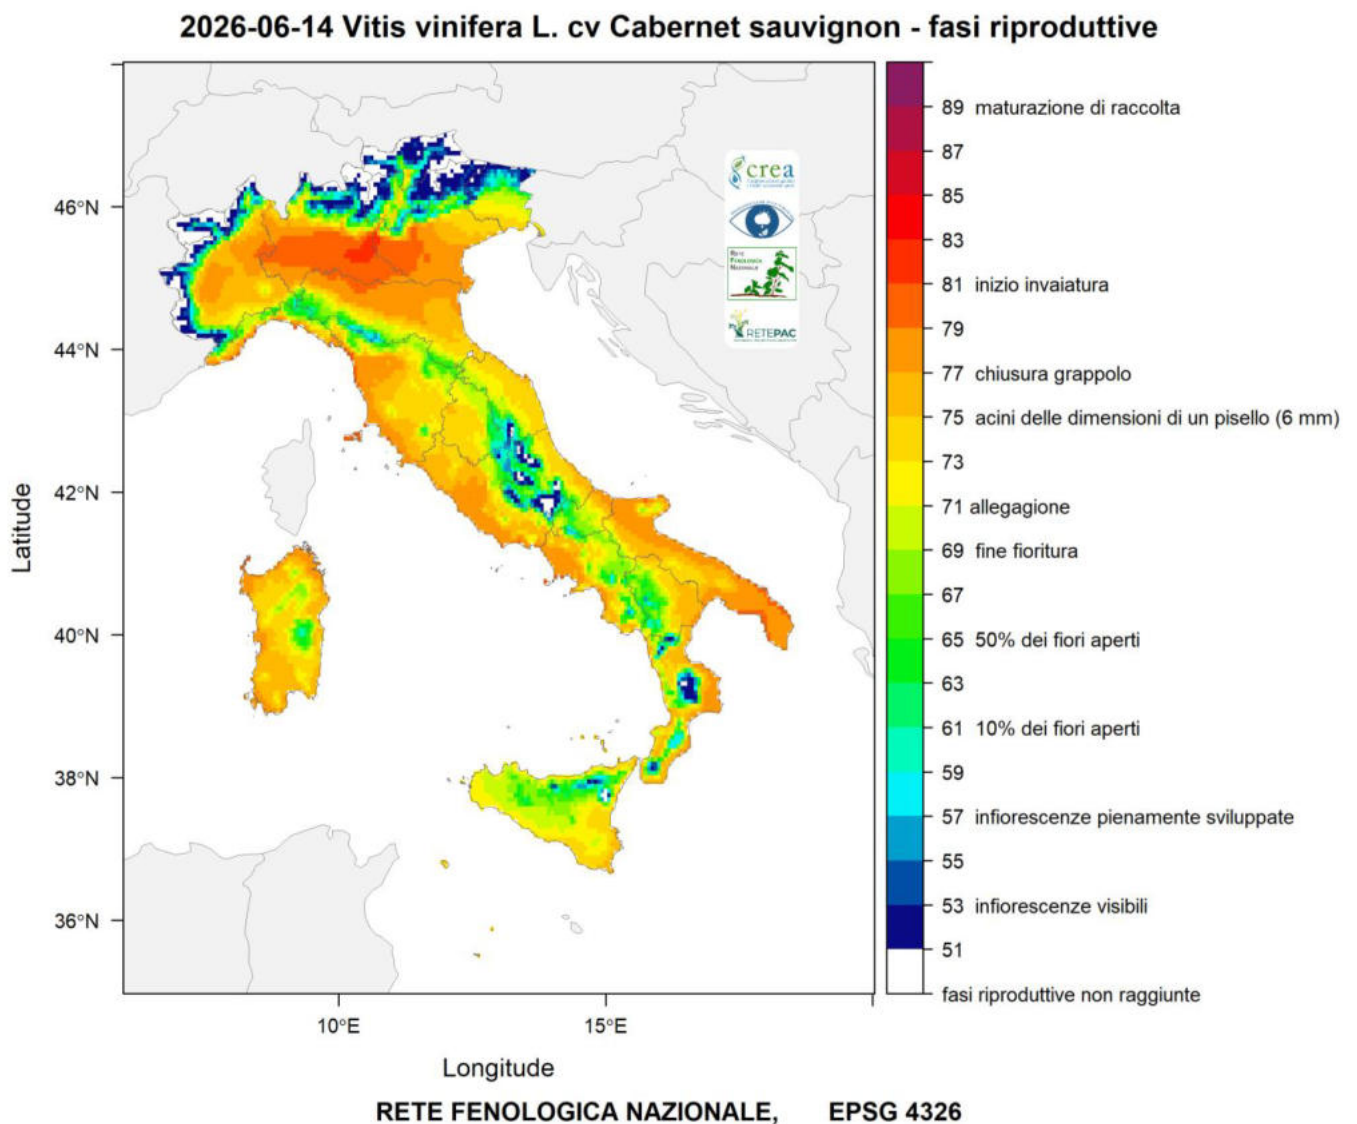 2026-06-14 Vitis vinifera L. cv Cabernet sauvignon - fasi riproduttive
89 maturazione di raccolta
87
85
83
81 inizio invaiatura
79
77 chiusura grappolo
75 acini delle dimensioni di un pisello (6 mm)
73
71 allegagione
69 fine fioritura
67
65 50% dei fiori aperti
63
61 10% dei fiori aperti
59
57 infiorescenze pienamente sviluppate
55
53 infiorescenze visibili
51
fasi riproduttive non raggiunte
crea
RETE
FENOLOGICA
NAZIONALE
RETEPAC
Latitude
46°N
44°N
42°N
40°N
38°N
36°N
10°E
15°E
Longitude
RETE FENOLOGICA NAZIONALE, EPSG 4326